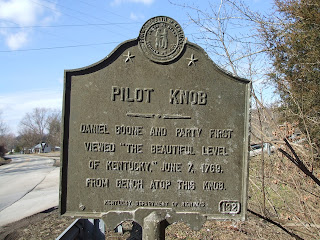 PILOT KNOB
DANIEL BOONE AND PARTY FIRST
VIEWED "THE BEAUTIFUL LEVEL
OF KENTUCKY," JUNE 7, 1769,
FROM BENCH ATOP THIS KNOB.
KENTUCKY DEPARTMENT OF HIGHWAYS
132